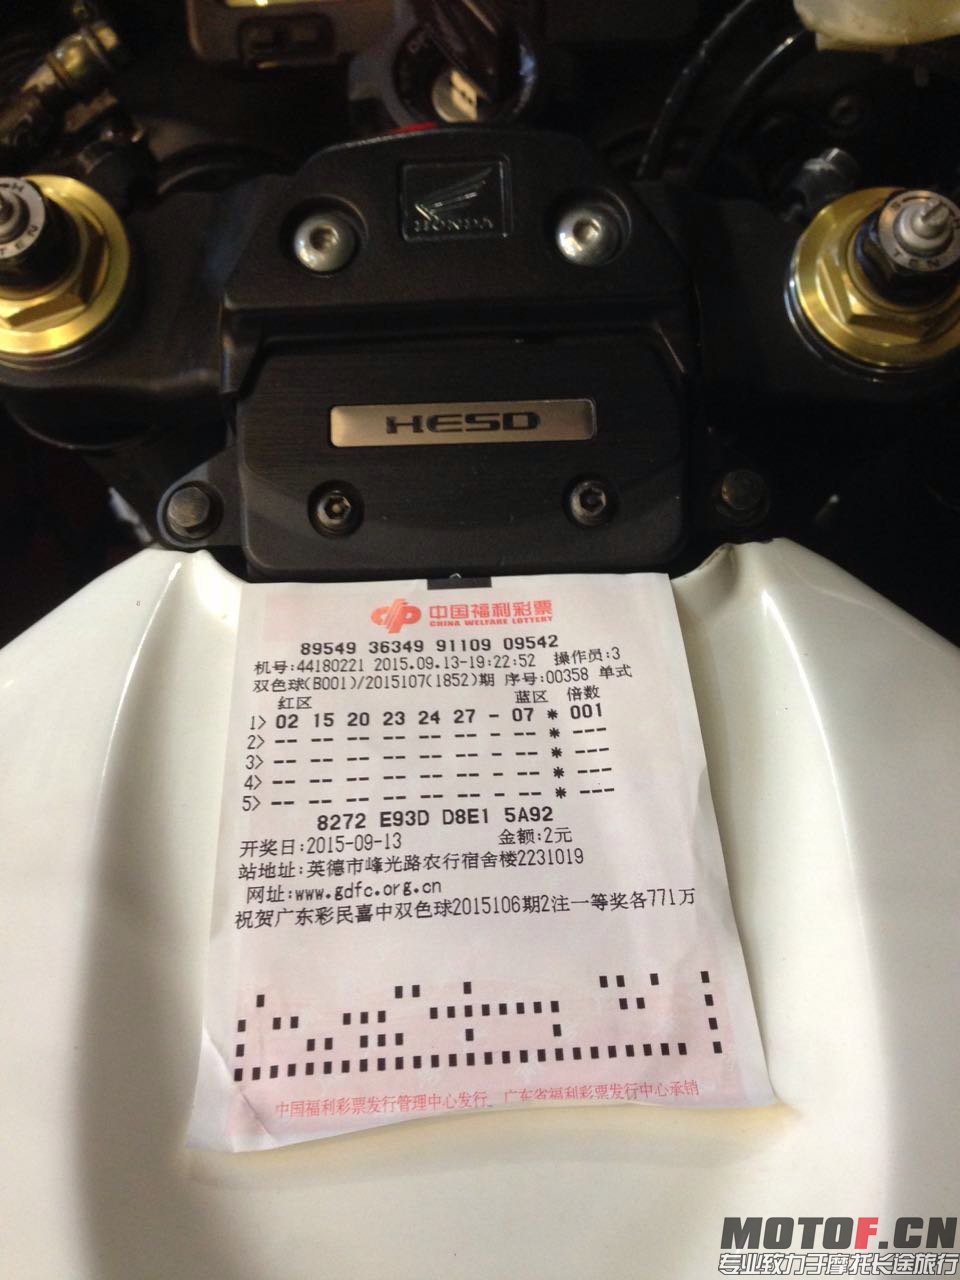 HONDA
TEN
TEN
HESD
中国福利彩票
CHINA WELFARE LOTTERY
89549 36349 91109 09542
机号:44180221 2015.09.13-19:22:52 操作员:3
双色球(B001)/2015107(1852)期 序号:00358 单式
红区 蓝区 倍数
1> 02 15 20 23 24 27 - 07 * 001
2> -- -- -- -- -- -- - -- * ---
3> -- -- -- -- -- -- - -- * ---
4> -- -- -- -- -- -- - -- * ---
5> -- -- -- -- -- -- - -- * ---
8272 E93D D8E1 5A92
开奖日:2015-09-13 金额:2元
站地址:英德市峰光路农行宿舍楼2231019
网址:www.gdfc.org.cn
祝贺广东彩民喜中双色球2015106期2注一等奖各771万
中国福利彩票发行管理中心发行、广东省福利彩票发行中心承销
MOTOF.CN
专业致力于摩托长途旅行